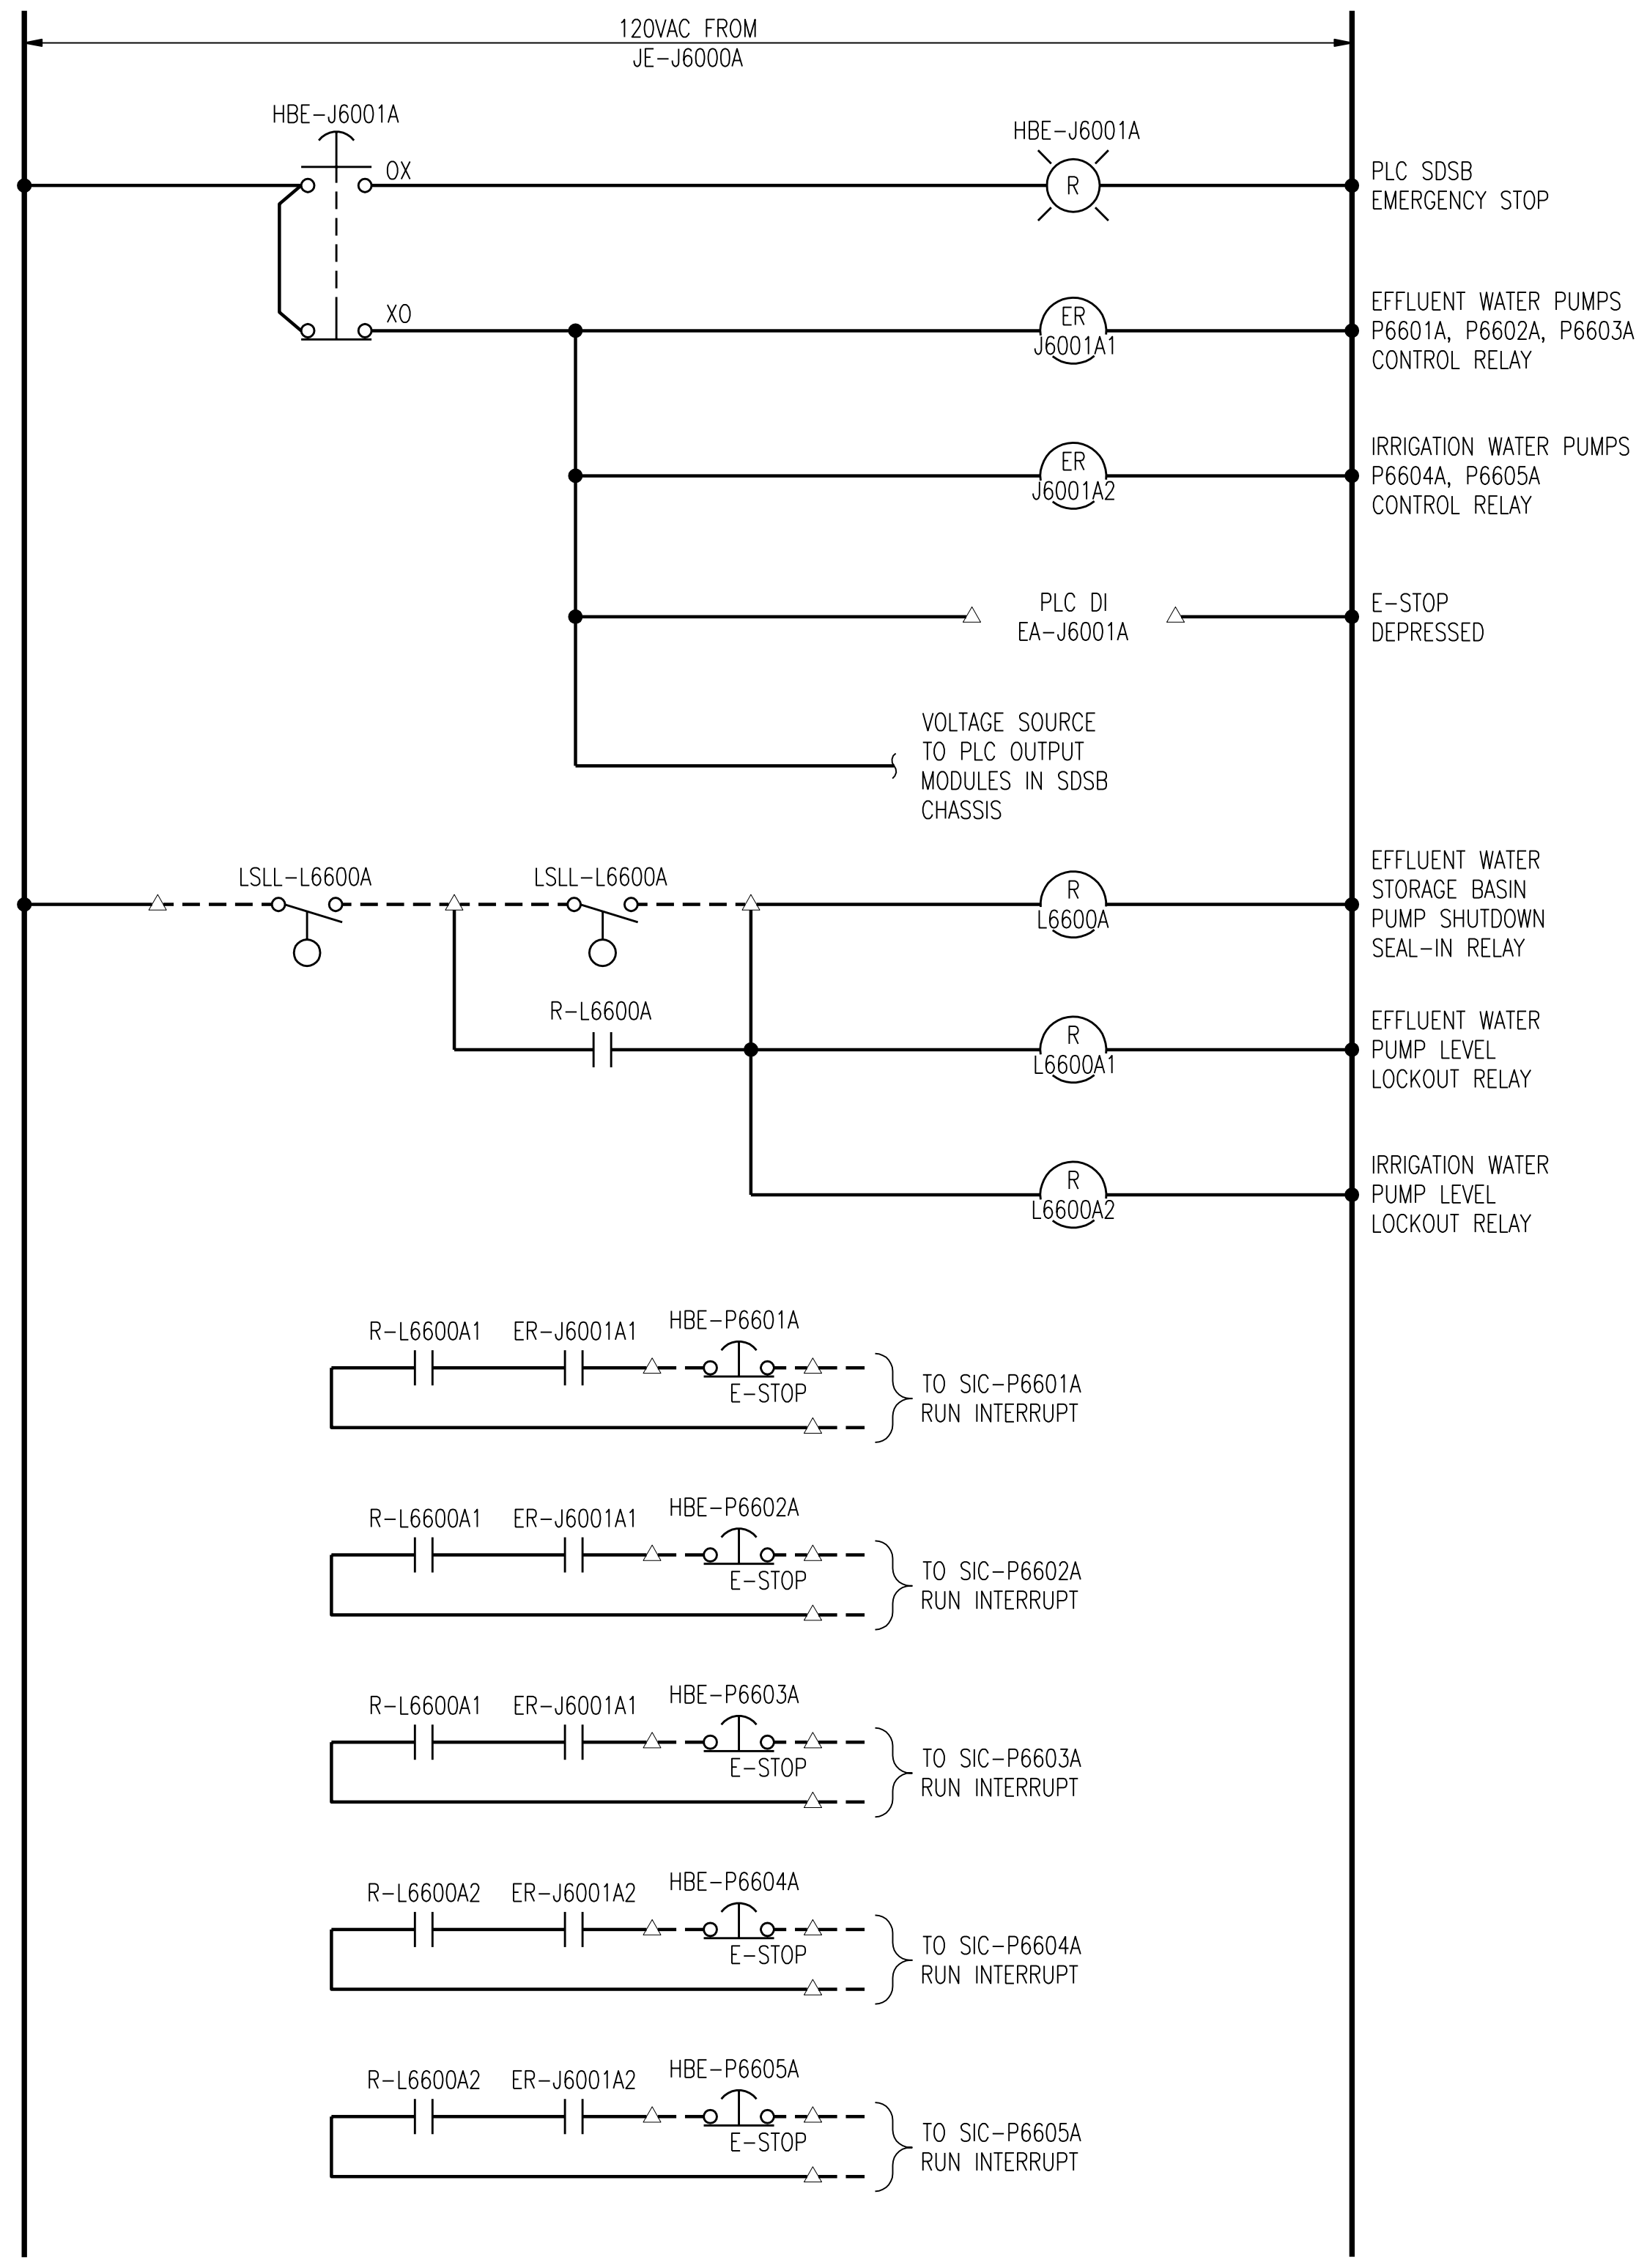 120VAC FROM
JE-J6000A
HBE-J6001A
OX
HBE-J6001A
R
PLC SDSB
EMERGENCY STOP
XO
ER
J6001A1
EFFLUENT WATER PUMPS
P6601A, P6602A, P6603A
CONTROL RELAY
ER
J6001A2
IRRIGATION WATER PUMPS
P6604A, P6605A
CONTROL RELAY
PLC DI
EA-J6001A
E-STOP
DEPRESSED
VOLTAGE SOURCE
TO PLC OUTPUT
MODULES IN SDSB
CHASSIS
LSLL-L6600A
LSLL-L6600A
R
L6600A
EFFLUENT WATER
STORAGE BASIN
PUMP SHUTDOWN
SEAL-IN RELAY
R-L6600A
R
L6600A1
EFFLUENT WATER
PUMP LEVEL
LOCKOUT RELAY
R
L6600A2
IRRIGATION WATER
PUMP LEVEL
LOCKOUT RELAY
R-L6600A1
ER-J6001A1
HBE-P6601A
E-STOP
TO SIC-P6601A
RUN INTERRUPT
R-L6600A1
ER-J6001A1
HBE-P6602A
E-STOP
TO SIC-P6602A
RUN INTERRUPT
R-L6600A1
ER-J6001A1
HBE-P6603A
E-STOP
TO SIC-P6603A
RUN INTERRUPT
R-L6600A2
ER-J6001A2
HBE-P6604A
E-STOP
TO SIC-P6604A
RUN INTERRUPT
R-L6600A2
ER-J6001A2
HBE-P6605A
E-STOP
TO SIC-P6605A
RUN INTERRUPT